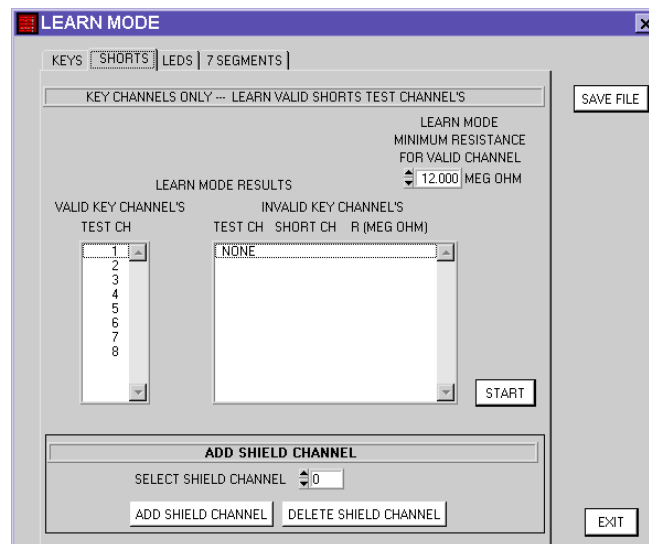 LEARN MODE
KEYS SHORTS LEDS 7 SEGMENTS
KEY CHANNELS ONLY --- LEARN VALID SHORTS TEST CHANNEL'S
SAVE FILE
LEARN MODE
MINIMUM RESISTANCE
FOR VALID CHANNEL
12.000 MEG OHM
LEARN MODE RESULTS
VALID KEY CHANNEL'S
TEST CH
INVALID KEY CHANNEL'S
TEST CH SHORT CH R (MEG OHM)
1
2
3
4
5
6
7
8
NONE
START
ADD SHIELD CHANNEL
SELECT SHIELD CHANNEL 0
ADD SHIELD CHANNEL DELETE SHIELD CHANNEL
EXIT